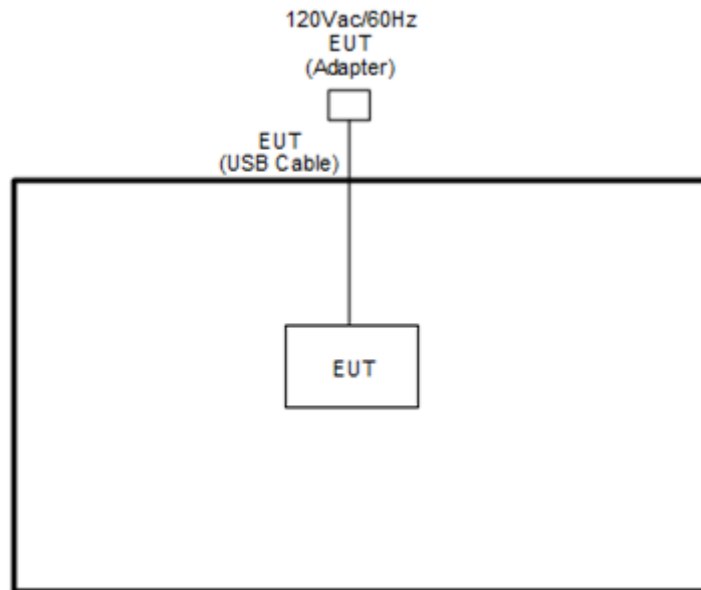 120Vac/60Hz
EUT
(Adapter)
EUT
(USB Cable)
EUT